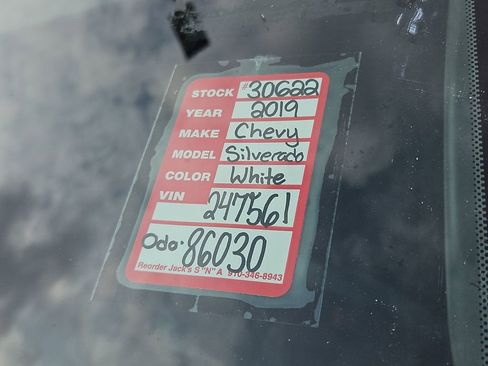 STOCK #30622
YEAR 2019
MAKE Chevy
MODEL Silverado
COLOR White
VIN 247561
Odo. 86030
Reorder Jack's S "N" A 910-346-8943